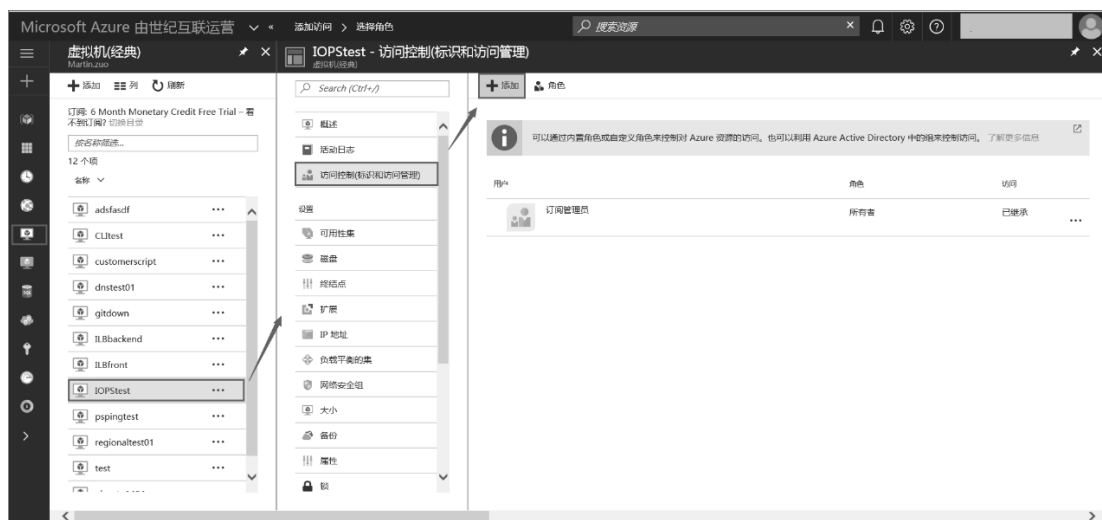 Microsoft Azure 由世纪互联运营
添加访问 > 选择角色
搜索资源
虚拟机(经典)
Martin.zuo
添加 列 刷新
订阅: 6 Month Monetary Credit Free Trial – 看
不到订阅? 切换目录
按名称筛选...
12 个项
名称
adsfasdf
CLItest
customerscript
dnstest01
gitdown
ILBbackend
ILBfront
IOPStest
pspingtest
regionaltest01
test
IOPStest - 访问控制(标识和访问管理)
虚拟机(经典)
Search (Ctrl+/)
概述
活动日志
访问控制(标识和访问管理)
设置
可用性集
磁盘
终结点
扩展
IP 地址
负载平衡的集
网络安全组
大小
备份
属性
锁
添加 角色
可以通过内置角色或自定义角色来控制对 Azure 资源的访问。也可以利用 Azure Active Directory 中的组来控制访问。 了解更多信息
用户 角色 访问
订阅管理员 所有者 已继承